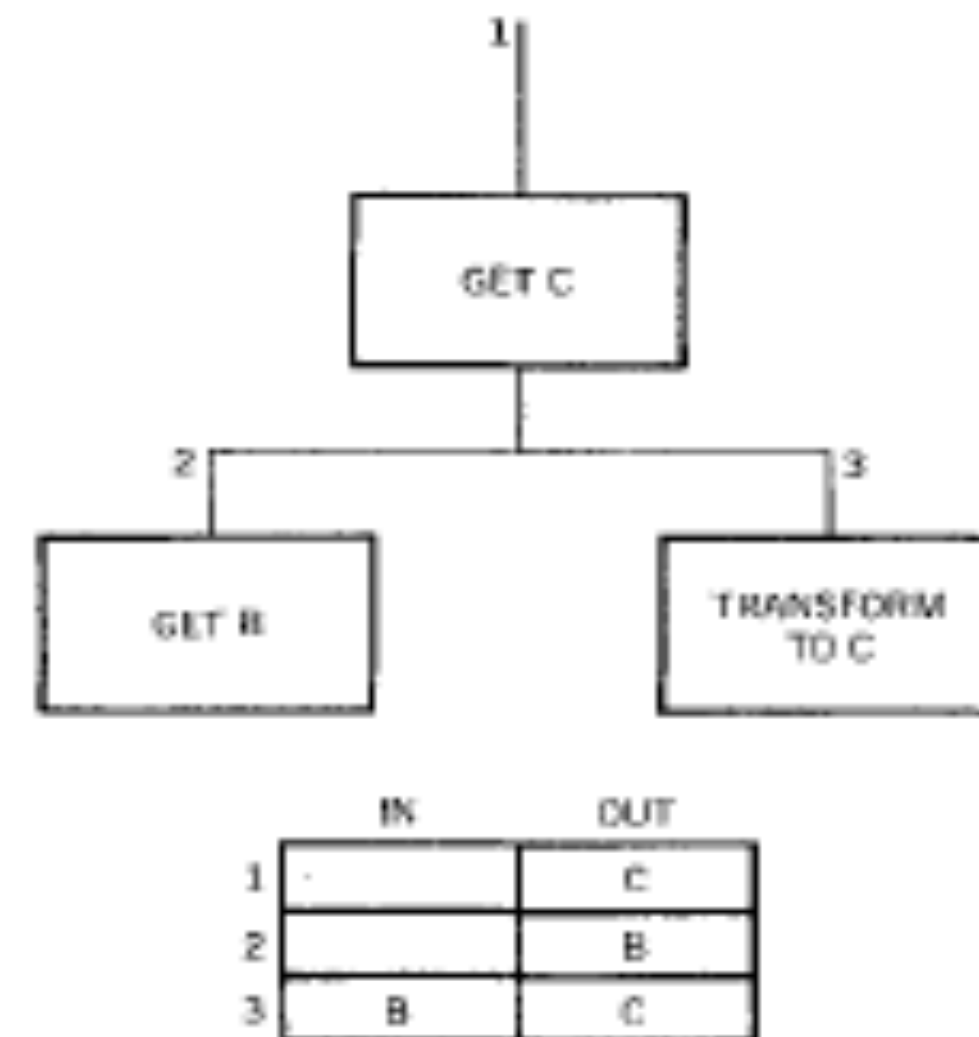 1
GET C
2
3
GET B
TRANSFORM
TO C
IN OUT
1 C
2 B
3 B C